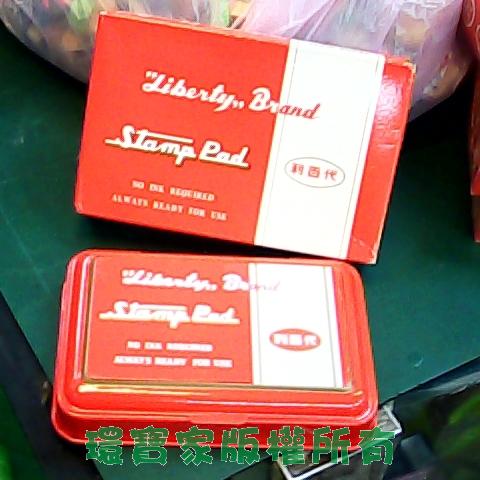 "Liberty,, Brand
Stamp Pad
利百代
NO INK REQUIRED
ALWAYS READY FOR USE
"Liberty,, Brand
Stamp Pad
利百代
NO INK REQUIRED
ALWAYS READY FOR USE
環寶家版權所有